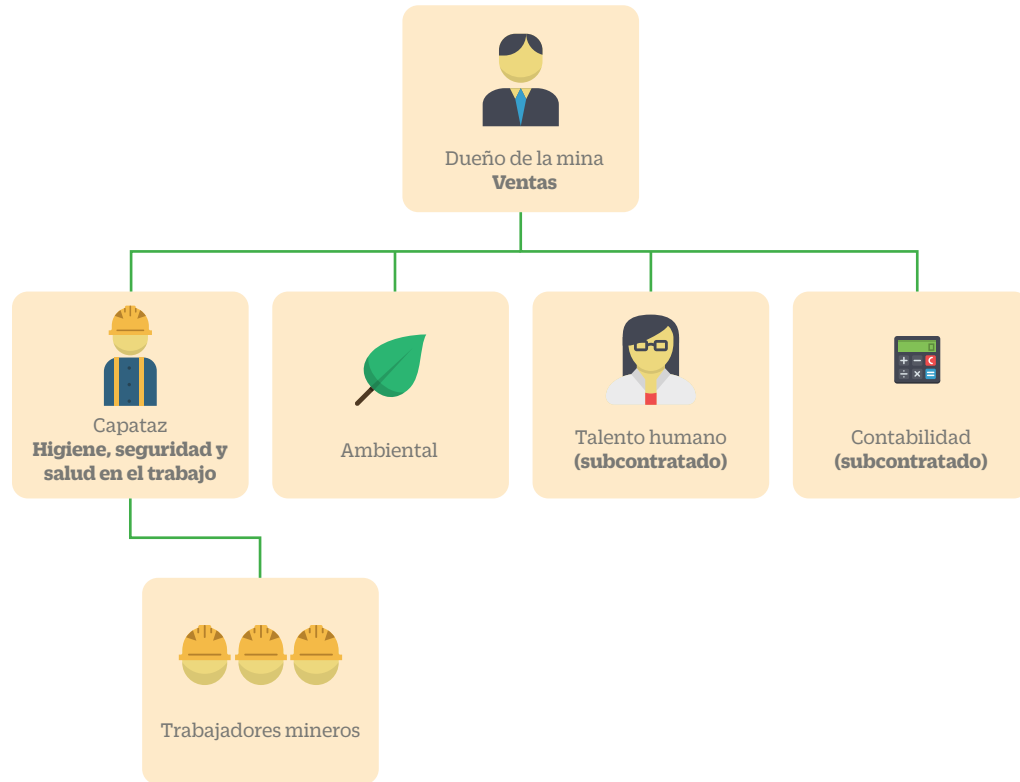 Dueño de la mina
Ventas
Capataz
Higiene, seguridad y
salud en el trabajo
Ambiental
Talento humano
(subcontratado)
Contabilidad
(subcontratado)
Trabajadores mineros